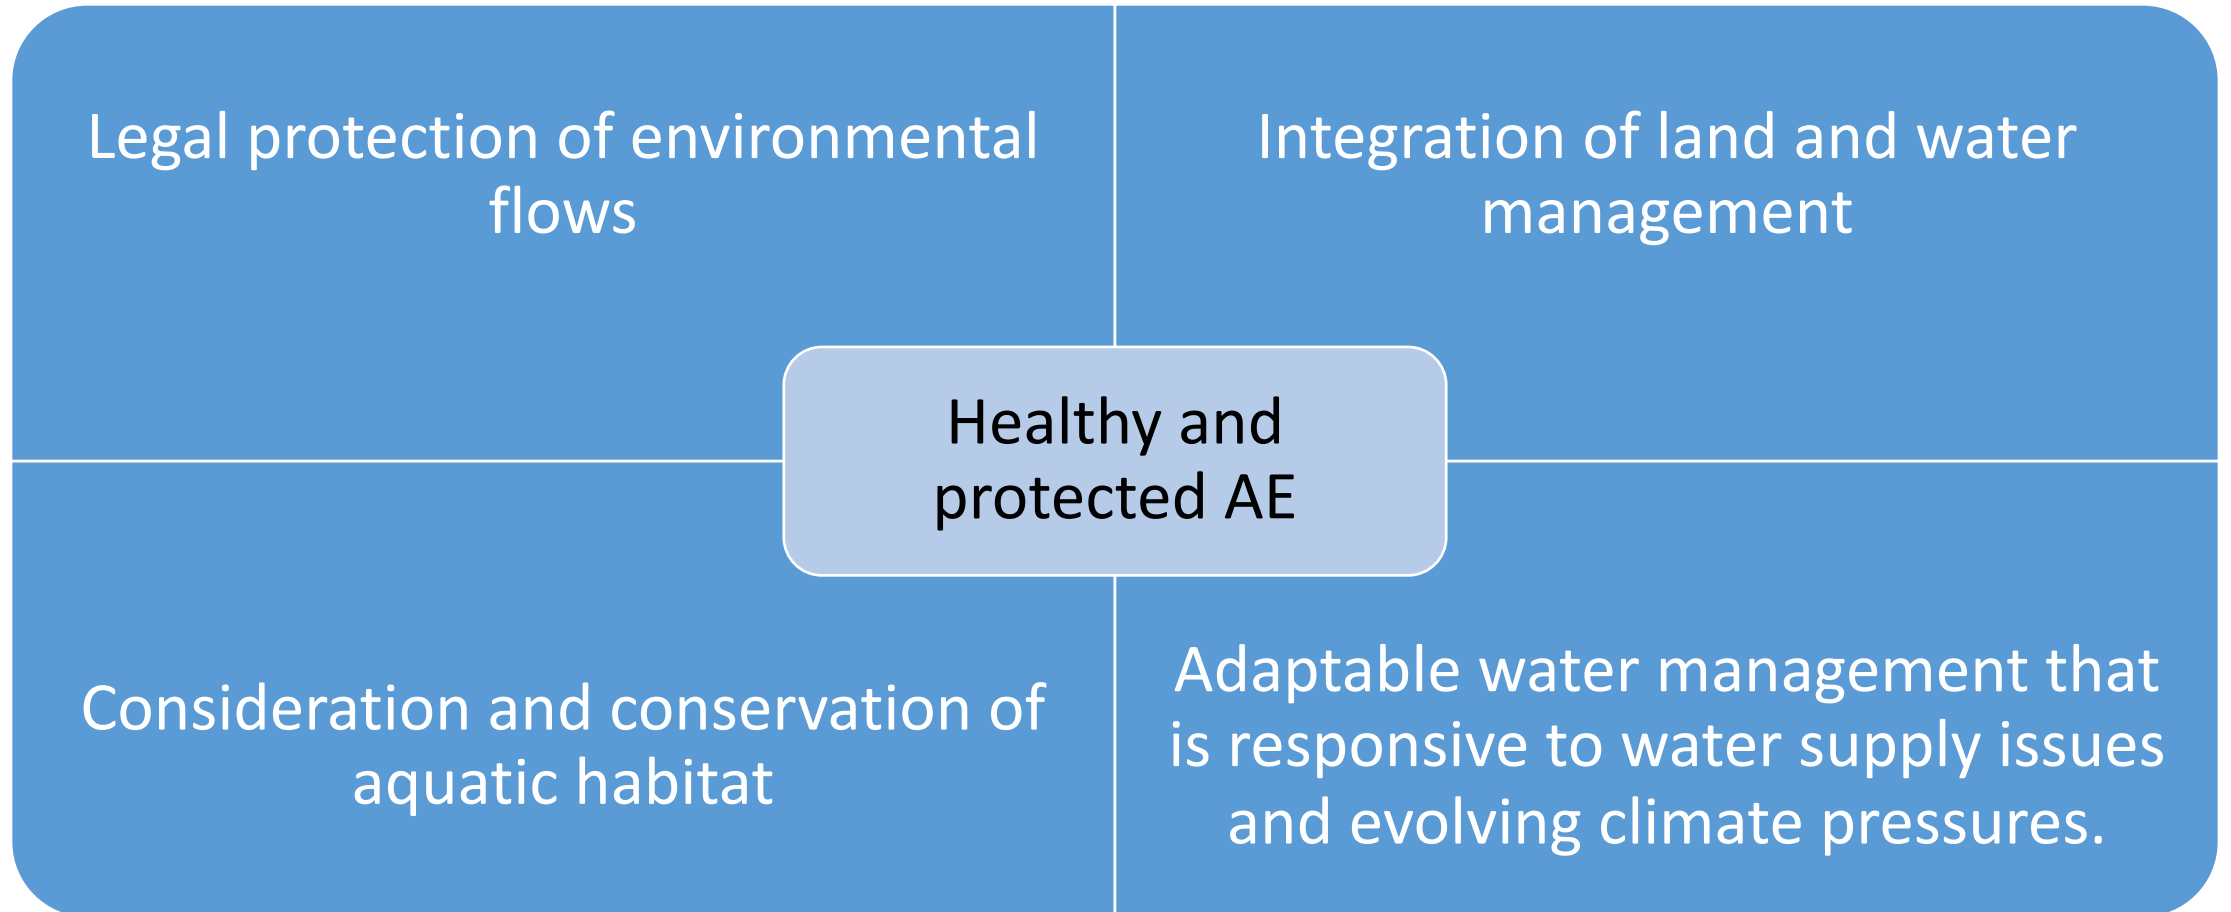 Legal protection of environmental
flows
Integration of land and water
management
Healthy and
protected AE
Consideration and conservation of
aquatic habitat
Adaptable water management that
is responsive to water supply issues
and evolving climate pressures.